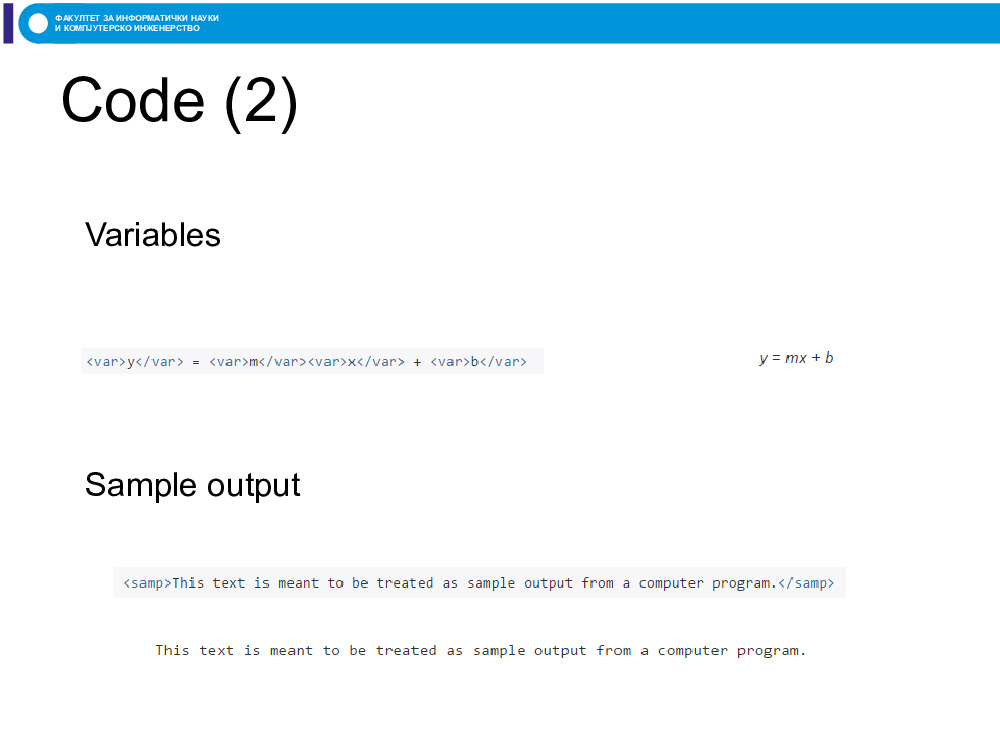 ФАКУЛТЕТ ЗА ИНФОРМАТИЧКИ НАУКИ
И КОМПЈУТЕРСКО ИНЖЕНЕРСТВО
Code (2)
Variables
<var>y</var> = <var>m</var><var>x</var> + <var>b</var>
y = mx + b
Sample output
<samp>This text is meant to be treated as sample output from a computer program.</samp>
This text is meant to be treated as sample output from a computer program.